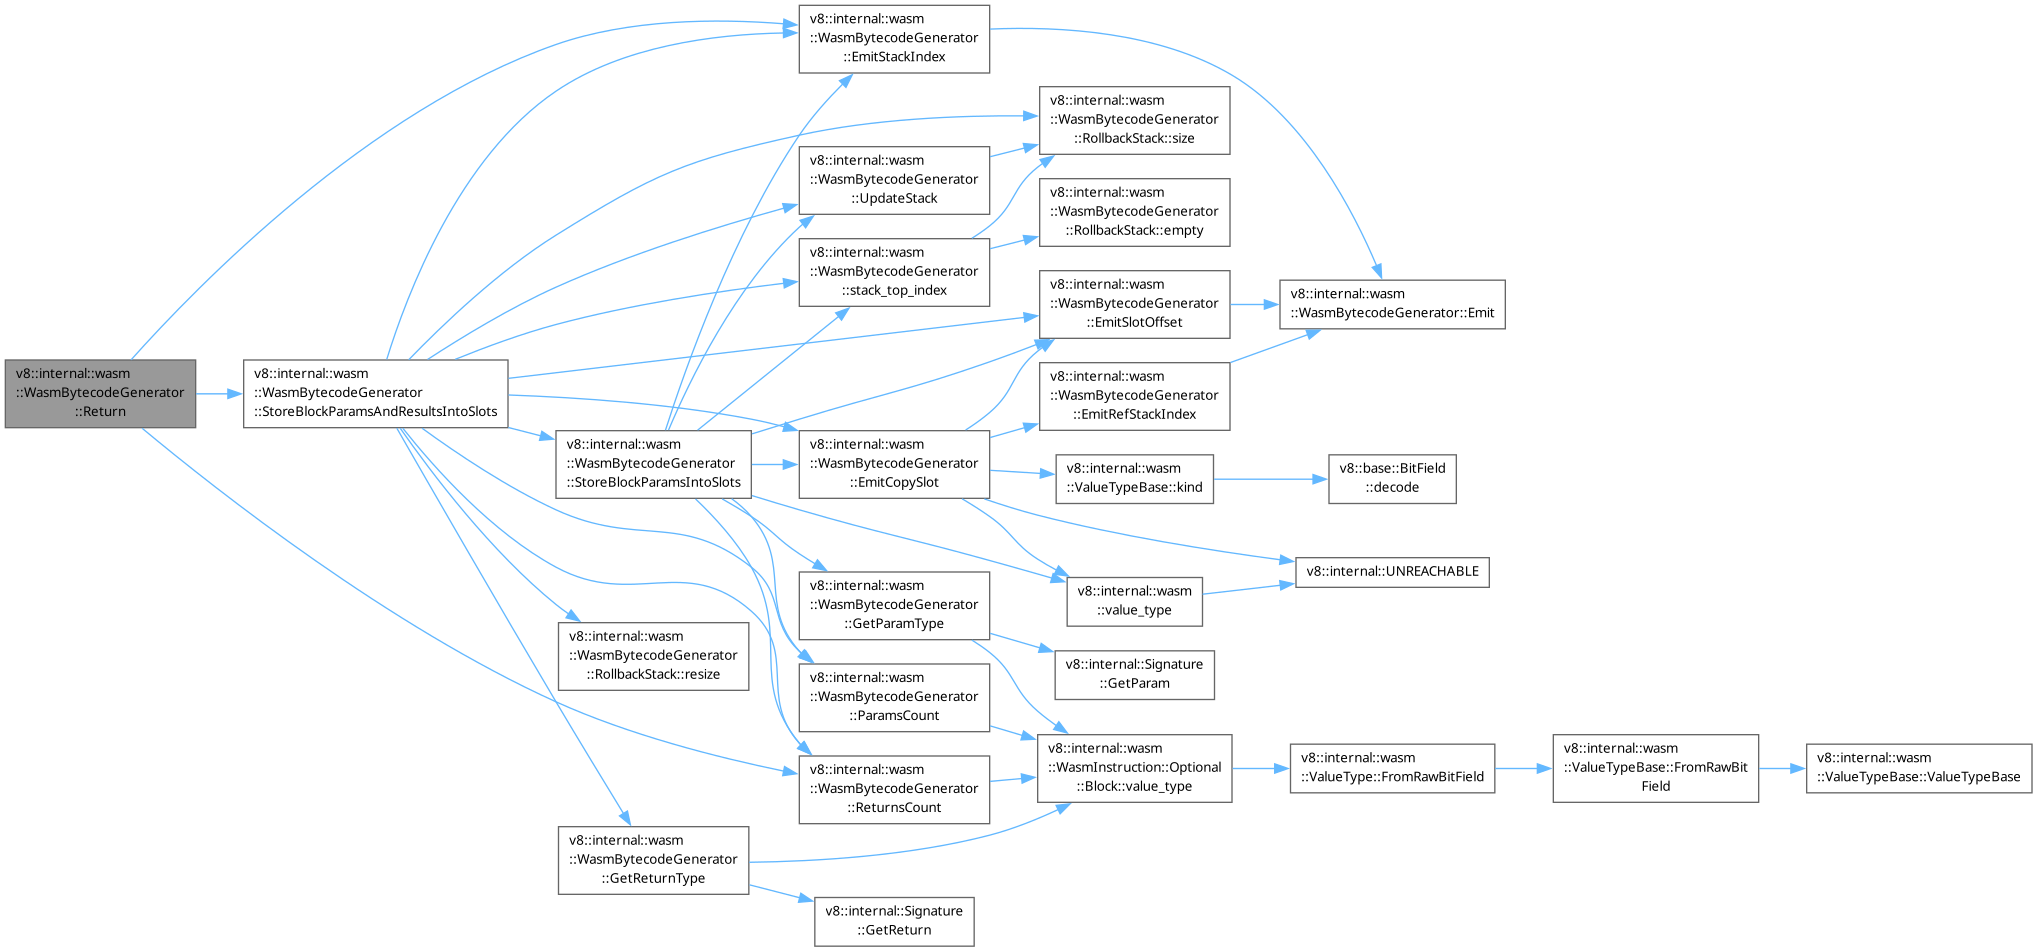 v8::internal::wasm
::WasmBytecodeGenerator
::Return
v8::internal::wasm
::WasmBytecodeGenerator
::StoreBlockParamsAndResultsIntoSlots
v8::internal::wasm
::WasmBytecodeGenerator
::StoreBlockParamsIntoSlots
v8::internal::wasm
::WasmBytecodeGenerator
::RollbackStack::resize
v8::internal::wasm
::WasmBytecodeGenerator
::GetReturnType
v8::internal::wasm
::WasmBytecodeGenerator
::EmitStackIndex
v8::internal::wasm
::WasmBytecodeGenerator
::UpdateStack
v8::internal::wasm
::WasmBytecodeGenerator
::stack_top_index
v8::internal::wasm
::WasmBytecodeGenerator
::EmitCopySlot
v8::internal::wasm
::WasmBytecodeGenerator
::GetParamType
v8::internal::wasm
::WasmBytecodeGenerator
::ParamsCount
v8::internal::wasm
::WasmBytecodeGenerator
::ReturnsCount
v8::internal::Signature
::GetReturn
v8::internal::wasm
::WasmBytecodeGenerator
::RollbackStack::size
v8::internal::wasm
::WasmBytecodeGenerator
::RollbackStack::empty
v8::internal::wasm
::WasmBytecodeGenerator
::EmitSlotOffset
v8::internal::wasm
::WasmBytecodeGenerator
::EmitRefStackIndex
v8::internal::wasm
::ValueTypeBase::kind
v8::internal::wasm
::value_type
v8::internal::Signature
::GetParam
v8::internal::wasm
::WasmInstruction::Optional
::Block::value_type
v8::internal::wasm
::WasmBytecodeGenerator::Emit
v8::base::BitField
::decode
v8::internal::UNREACHABLE
v8::internal::wasm
::ValueType::FromRawBitField
v8::internal::wasm
::ValueTypeBase::FromRawBit
Field
v8::internal::wasm
::ValueTypeBase::ValueTypeBase